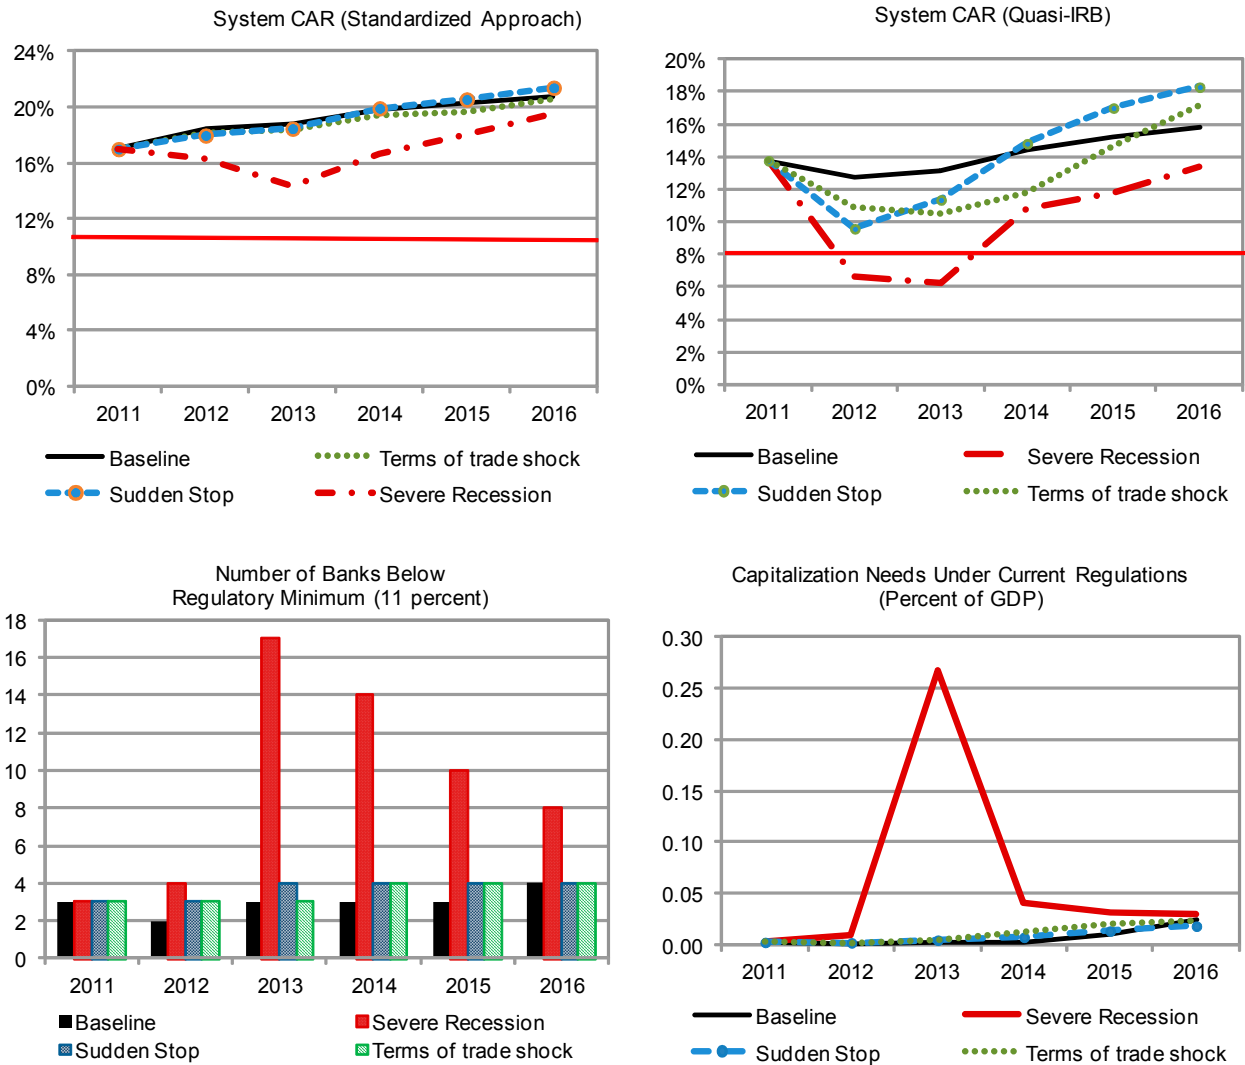 System CAR (Standardized Approach)
24%
20%
16%
12%
8%
4%
0%
2011 2012 2013 2014 2015 2016
Baseline Terms of trade shock
Sudden Stop Severe Recession
System CAR (Quasi-IRB)
20%
18%
16%
14%
12%
10%
8%
6%
4%
2%
0%
2011 2012 2013 2014 2015 2016
Baseline Severe Recession
Sudden Stop Terms of trade shock
Number of Banks Below
Regulatory Minimum (11 percent)
18
16
14
12
10
8
6
4
2
0
2011 2012 2013 2014 2015 2016
Baseline Severe Recession
Sudden Stop Terms of trade shock
Capitalization Needs Under Current Regulations
(Percent of GDP)
0.30
0.25
0.20
0.15
0.10
0.05
0.00
2011 2012 2013 2014 2015 2016
Baseline Severe Recession
Sudden Stop Terms of trade shock